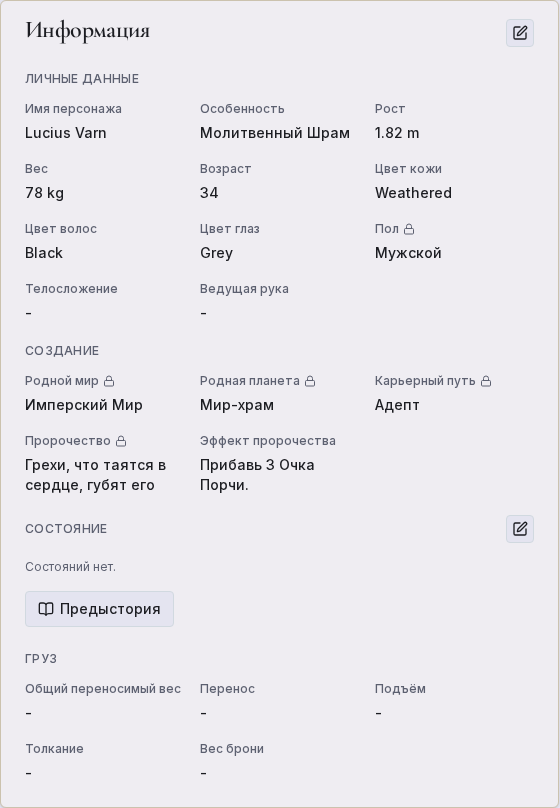 Информация
ЛИЧНЫЕ ДАННЫЕ
Имя персонажа Особенность Рост
Lucius Varn Молитвенный Шрам 1.82 m
Вес Возраст Цвет кожи
78 kg 34 Weathered
Цвет волос Цвет глаз Пол
Black Grey Мужской
Телосложение Ведущая рука
- -
СОЗДАНИЕ
Родной мир Родная планета Карьерный путь
Имперский Мир Мир-храм Адепт
Пророчество Эффект пророчества
Грехи, что таятся в Прибавь 3 Очка
сердце, губят его Порчи.
СОСТОЯНИЕ
Состояний нет.
Предыстория
ГРУЗ
Общий переносимый вес Перенос Подъём
- - -
Толкание Вес брони
- -